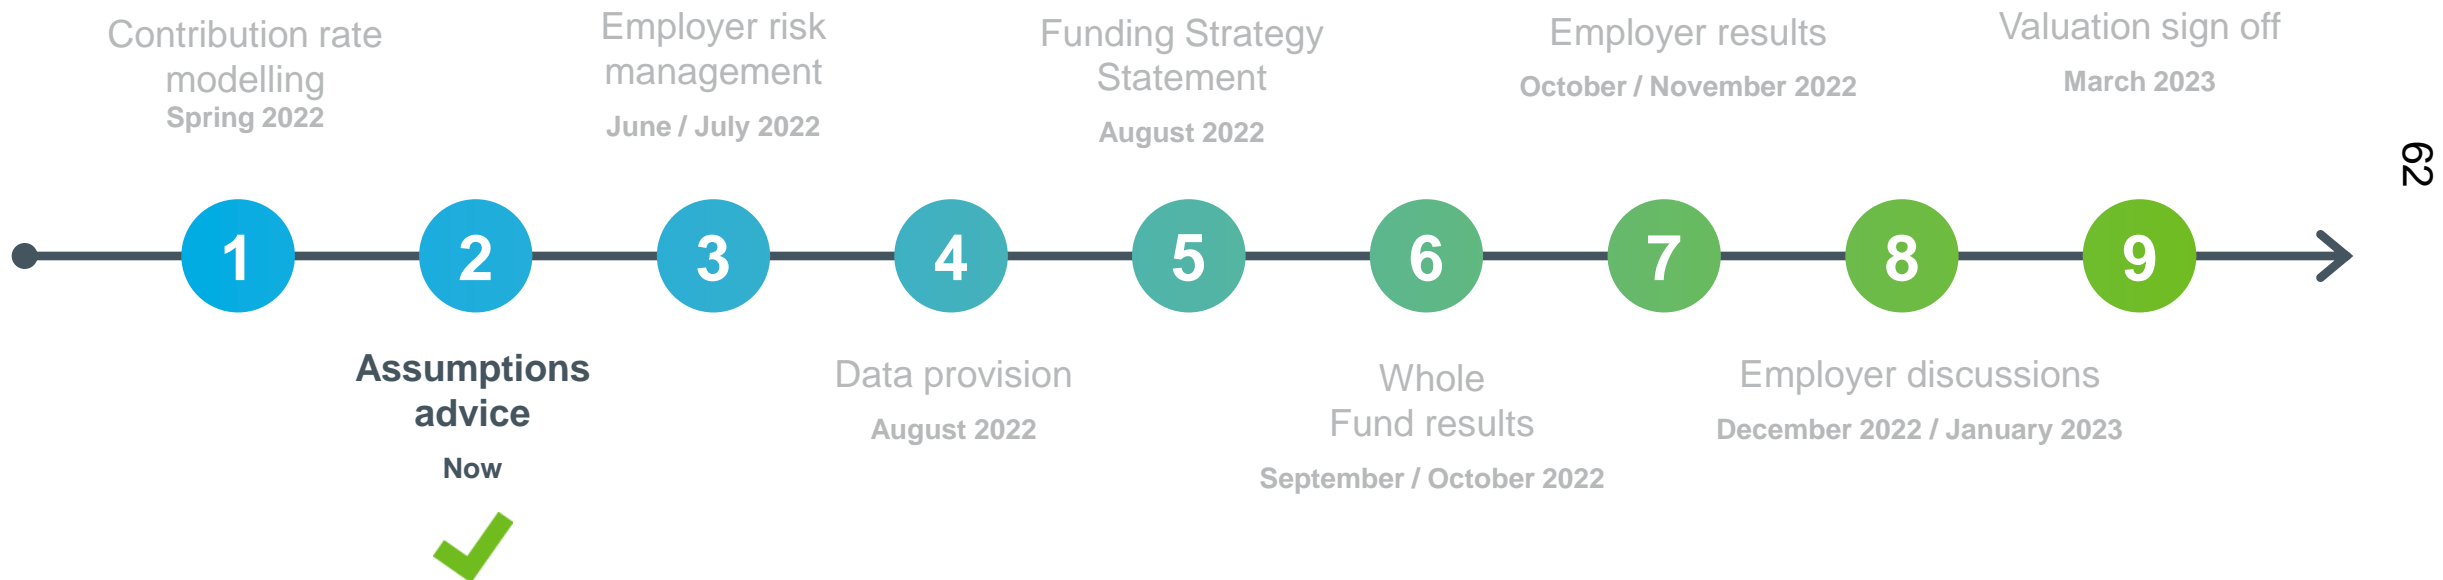 Contribution rate
modelling
Spring 2022
Employer risk
management
June / July 2022
Funding Strategy
Statement
August 2022
Employer results
October / November 2022
Valuation sign off
March 2023
62
1
2
3
4
5
6
7
8
9
Assumptions
advice
Now
Data provision
August 2022
Whole
Fund results
September / October 2022
Employer discussions
December 2022 / January 2023